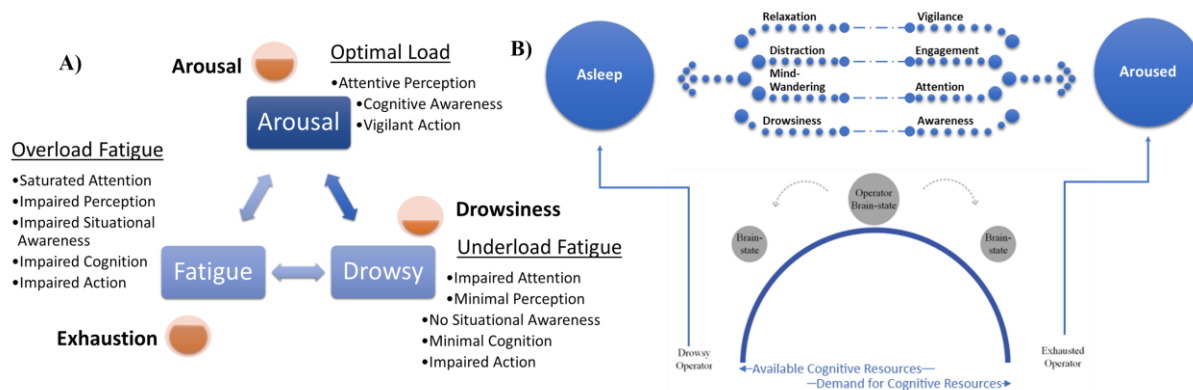 A)
Arousal
Optimal Load
•Attentive Perception
•Cognitive Awareness
•Vigilant Action
Arousal
Overload Fatigue
•Saturated Attention
•Impaired Perception
•Impaired Situational
Awareness
•Impaired Cognition
•Impaired Action
Fatigue
Exhaustion
Drowsy
Drowsiness
Underload Fatigue
•Impaired Attention
•Minimal Perception
•No Situational Awareness
•Minimal Cognition
•Impaired Action
B)
Asleep
Relaxation
Vigilance
Distraction
Engagement
Mind-
Wandering
Attention
Drowsiness
Awareness
Aroused
Operator
Brain-state
Brain-
state
Brain-
state
Drowsy
Operator
Exhausted
Operator
Available Cognitive Resources
Demand for Cognitive Resources